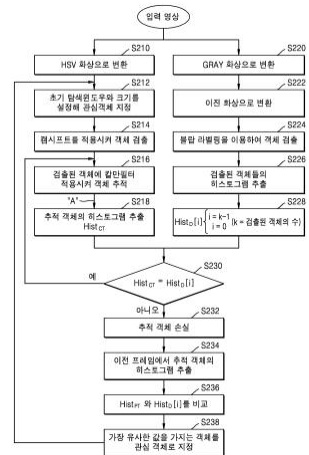 입력 영상
S210
HSV 화상으로 변환
S220
GRAY 화상으로 변환
S212
초기 탐색윈도우와 크기를
설정해 관심객체 지정
S222
이진 화상으로 변환
S214
캠시프트를 적용시켜 객체 검출
S224
블랍 라벨링을 이용하여 객체 검출
S216
검출된 객체에 칼만필터
적용시켜 객체 추적
S226
검출된 객체들의
히스토그램 추출
"A"
S218
추적 객체의 히스토그램 추출
HistCT
S228
HistD[i] { i = k-1
i = 0 (k = 검출된 객체의 수)
S230
HistCT = HistD[i]
예
아니오
S232
추적 객체 손실
S234
이전 프레임에서 추적 객체의
히스토그램 추출
S236
HistPT 와 HistD[i]를 비교
S238
가장 유사한 값을 가지는 객체를
관심 객체로 지정